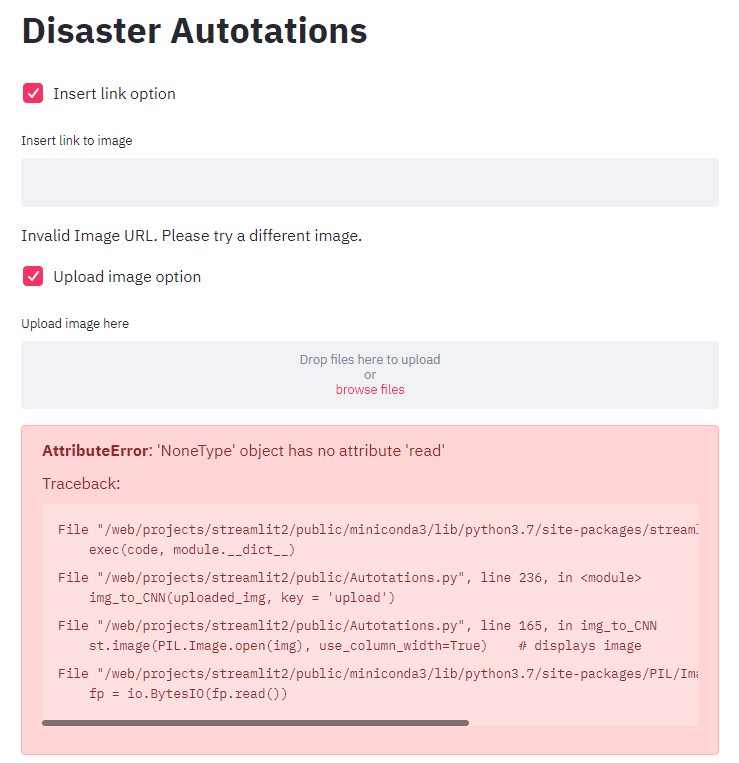 Disaster Autotations
Insert link option
Insert link to image
Invalid Image URL. Please try a different image.
Upload image option
Upload image here
Drop files here to upload
or
browse files
AttributeError: 'NoneType' object has no attribute 'read'
Traceback:
File "/web/projects/streamlit2/public/miniconda3/lib/python3.7/site-packages/streaml
exec(code, module.__dict__)
File "/web/projects/streamlit2/public/Autotations.py", line 236, in <module>
img_to_CNN(uploaded_img, key = 'upload')
File "/web/projects/streamlit2/public/Autotations.py", line 165, in img_to_CNN
st.image(PIL.Image.open(img), use_column_width=True)    # displays image
File "/web/projects/streamlit2/public/miniconda3/lib/python3.7/site-packages/PIL/Ima
fp = io.BytesIO(fp.read())